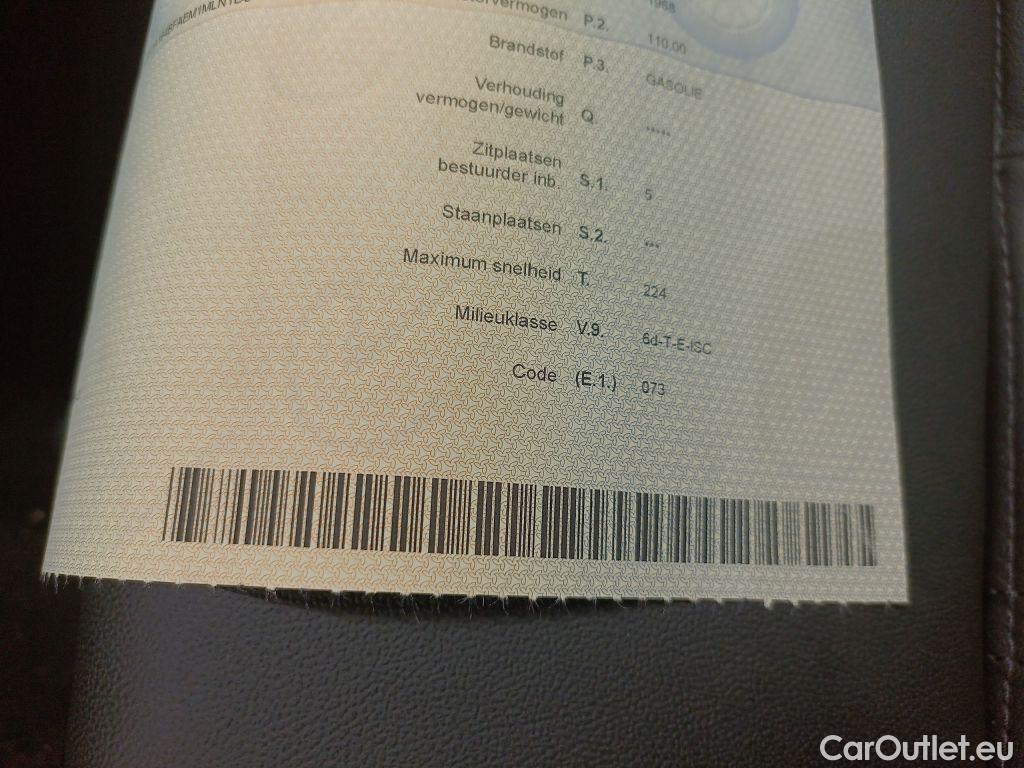 1968
P.2. 110.00
Brandstof P.3. GASOLIE
Verhouding
vermogen/gewicht Q. *****
Zitplaatsen
bestuurder inb. S.1. 5
Staanplaatsen S.2. ***
Maximum snelheid T. 224
Milieuklasse V.9. 6d-T-E-ISC
Code (E.1.) 073
CarOutlet.eu